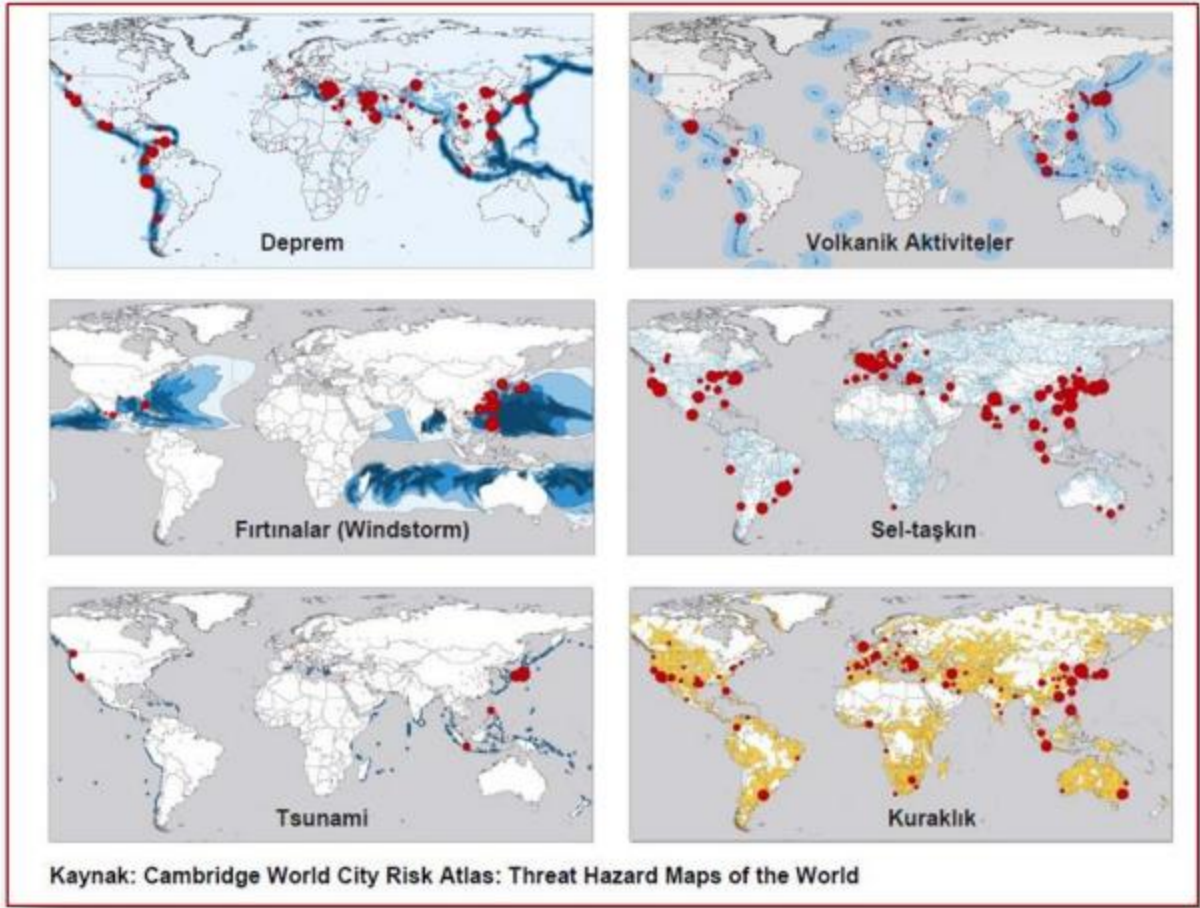 Deprem
Volkanik Aktiviteler
Fırtınalar (Windstorm)
Sel-taşkın
Tsunami
Kuraklık
Kaynak: Cambridge World City Risk Atlas: Threat Hazard Maps of the World